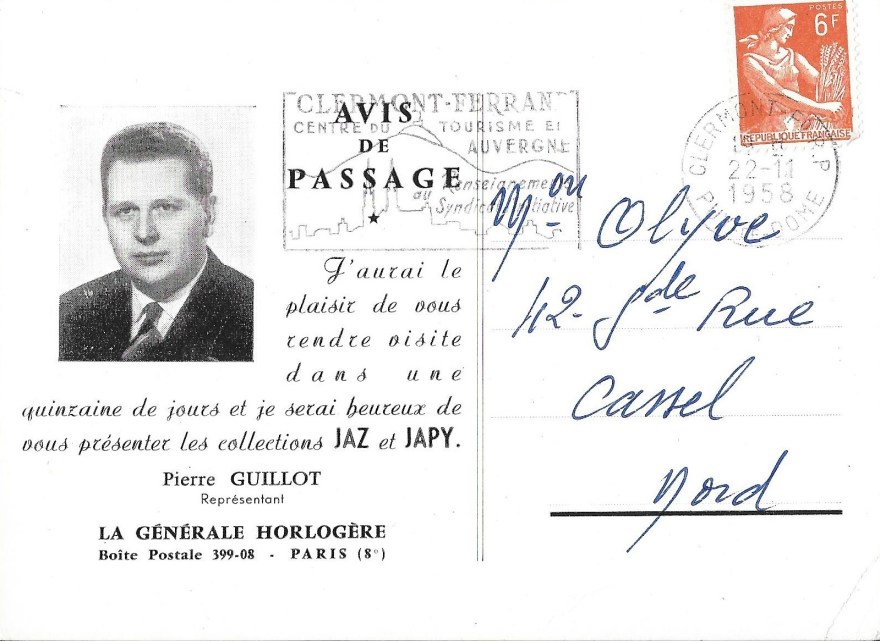 AVIS
DE
PASSAGE
J'aurai le
plaisir de vous
rendre visite
dans une
quinzaine de jours et je serai heureux de
vous présenter les collections JAZ et JAPY.
Pierre GUILLOT
Représentant
LA GÉNÉRALE HORLOGÈRE
Boîte Postale 399-08 - PARIS (8e)
CLERMONT-FERRAND
CENTRE DU TOURISME EN
AUVERGNE
Renseignements
au Syndicat Initiative
POSTES
6F
REPUBLIQUE FRANÇAISE
CLERMONT-FD R.P
22-11
1958
PUY DE DOME
Mon Olyve
42 - Gde Rue
Cassel
Nord